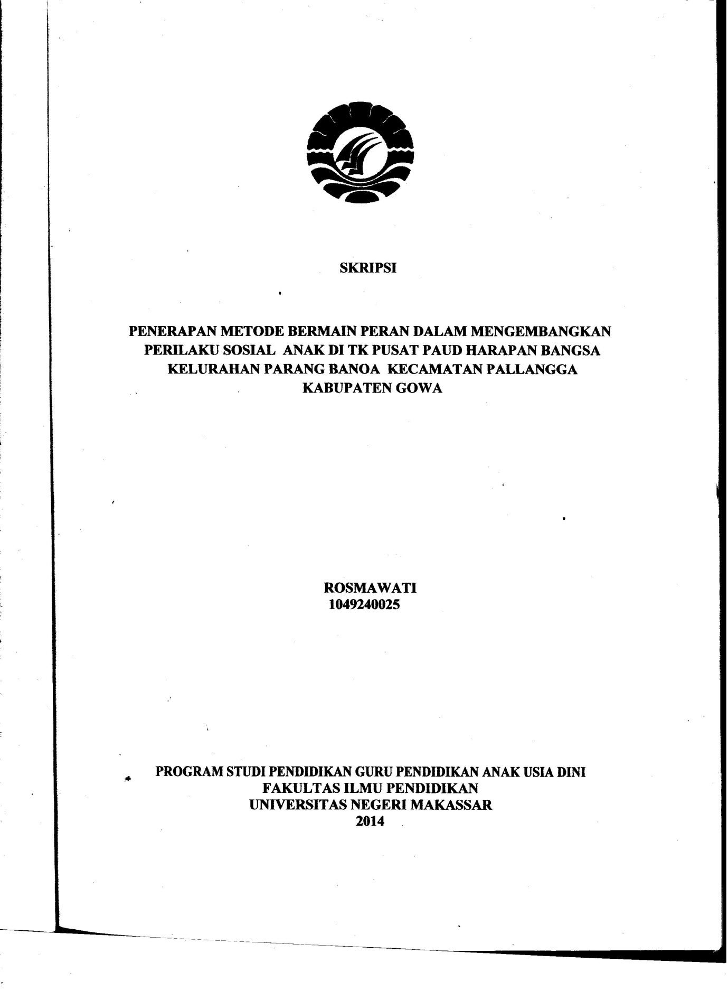 SKRIPSI
PENERAPAN METODE BERMAIN PERAN DALAM MENGEMBANGKAN
PERILAKU SOSIAL ANAK DI TK PUSAT PAUD HARAPAN BANGSA
KELURAHAN PARANG BANOA KECAMATAN PALLANGGA
KABUPATEN GOWA
ROSMAWATI
1049240025
PROGRAM STUDI PENDIDIKAN GURU PENDIDIKAN ANAK USIA DINI
FAKULTAS ILMU PENDIDIKAN
UNIVERSITAS NEGERI MAKASSAR
2014